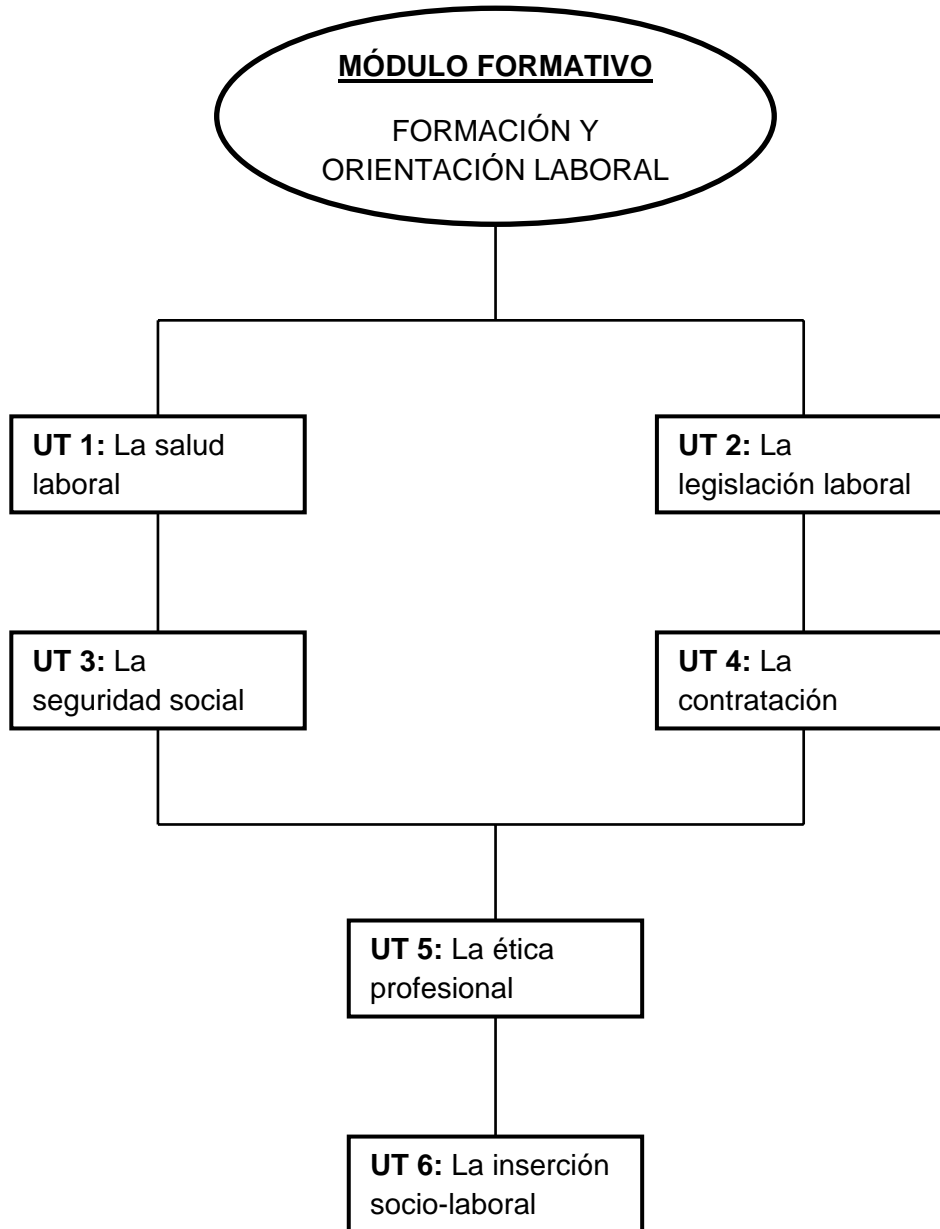 MÓDULO FORMATIVO
FORMACIÓN Y
ORIENTACIÓN LABORAL
UT 1: La salud
laboral
UT 2: La
legislación laboral
UT 3: La
seguridad social
UT 4: La
contratación
UT 5: La ética
profesional
UT 6: La inserción
socio-laboral